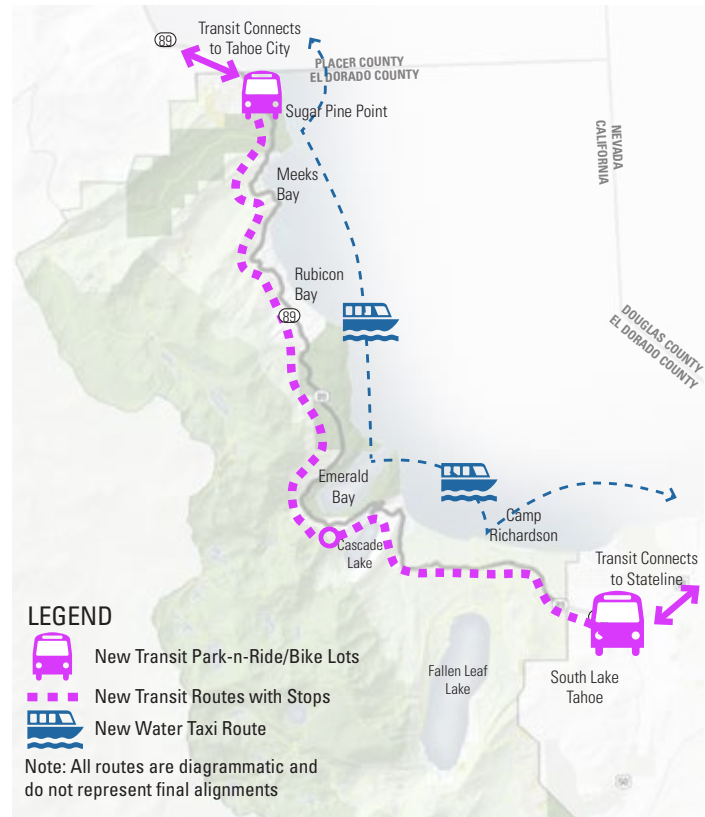 Transit Connects
to Tahoe City
89
PLACER COUNTY
EL DORADO COUNTY
Sugar Pine Point
NEVADA
CALIFORNIA
Meeks
Bay
Rubicon
Bay
89
DOUGLAS COUNTY
EL DORADO COUNTY
89
Emerald
Bay
Camp
Richardson
Cascade
Lake
Transit Connects
to Stateline
LEGEND
New Transit Park-n-Ride/Bike Lots
Fallen Leaf
Lake
South Lake
Tahoe
New Transit Routes with Stops
New Water Taxi Route
Note: All routes are diagrammatic and
do not represent final alignments
50